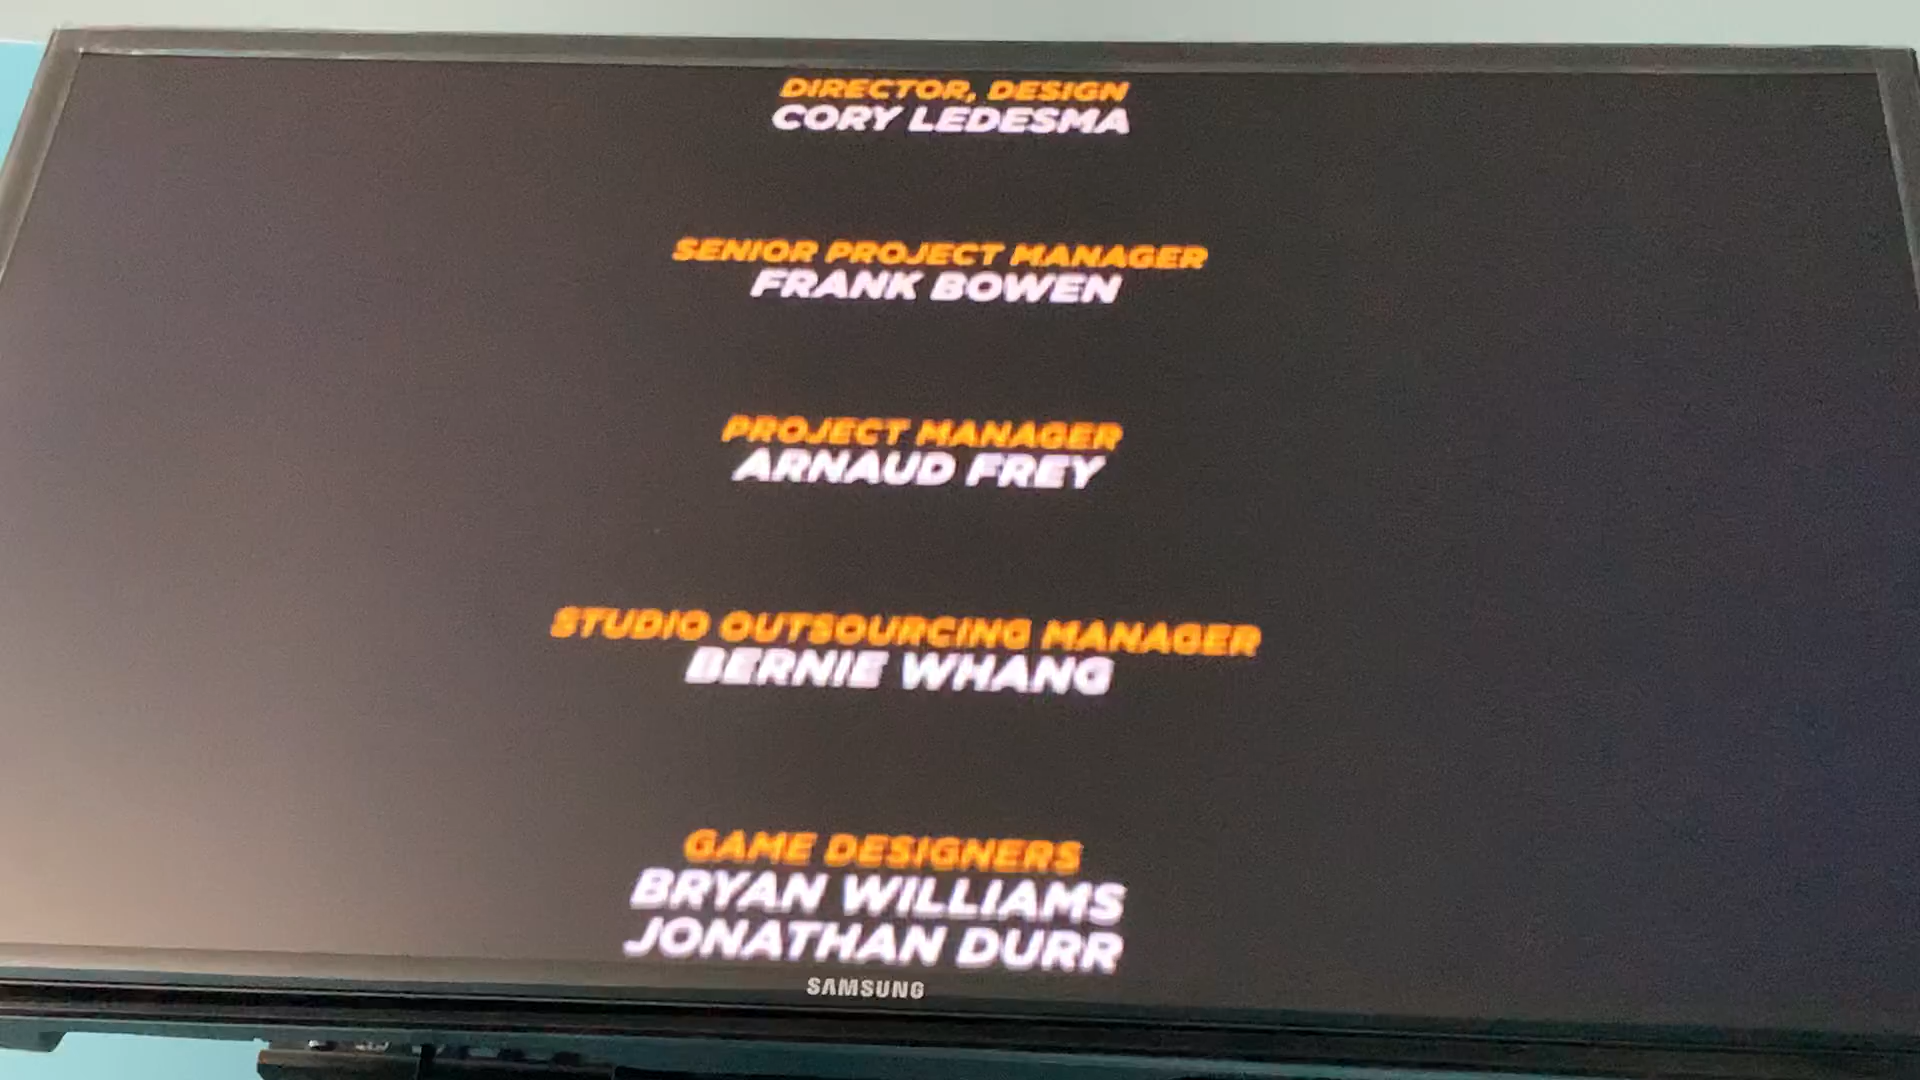 DIRECTOR, DESIGN
CORY LEDESMA
SENIOR PROJECT MANAGER
FRANK BOWEN
PROJECT MANAGER
ARNAUD FREY
STUDIO OUTSOURCING MANAGER
BERNIE WHANG
GAME DESIGNERS
BRYAN WILLIAMS
JONATHAN DURR
SAMSUNG